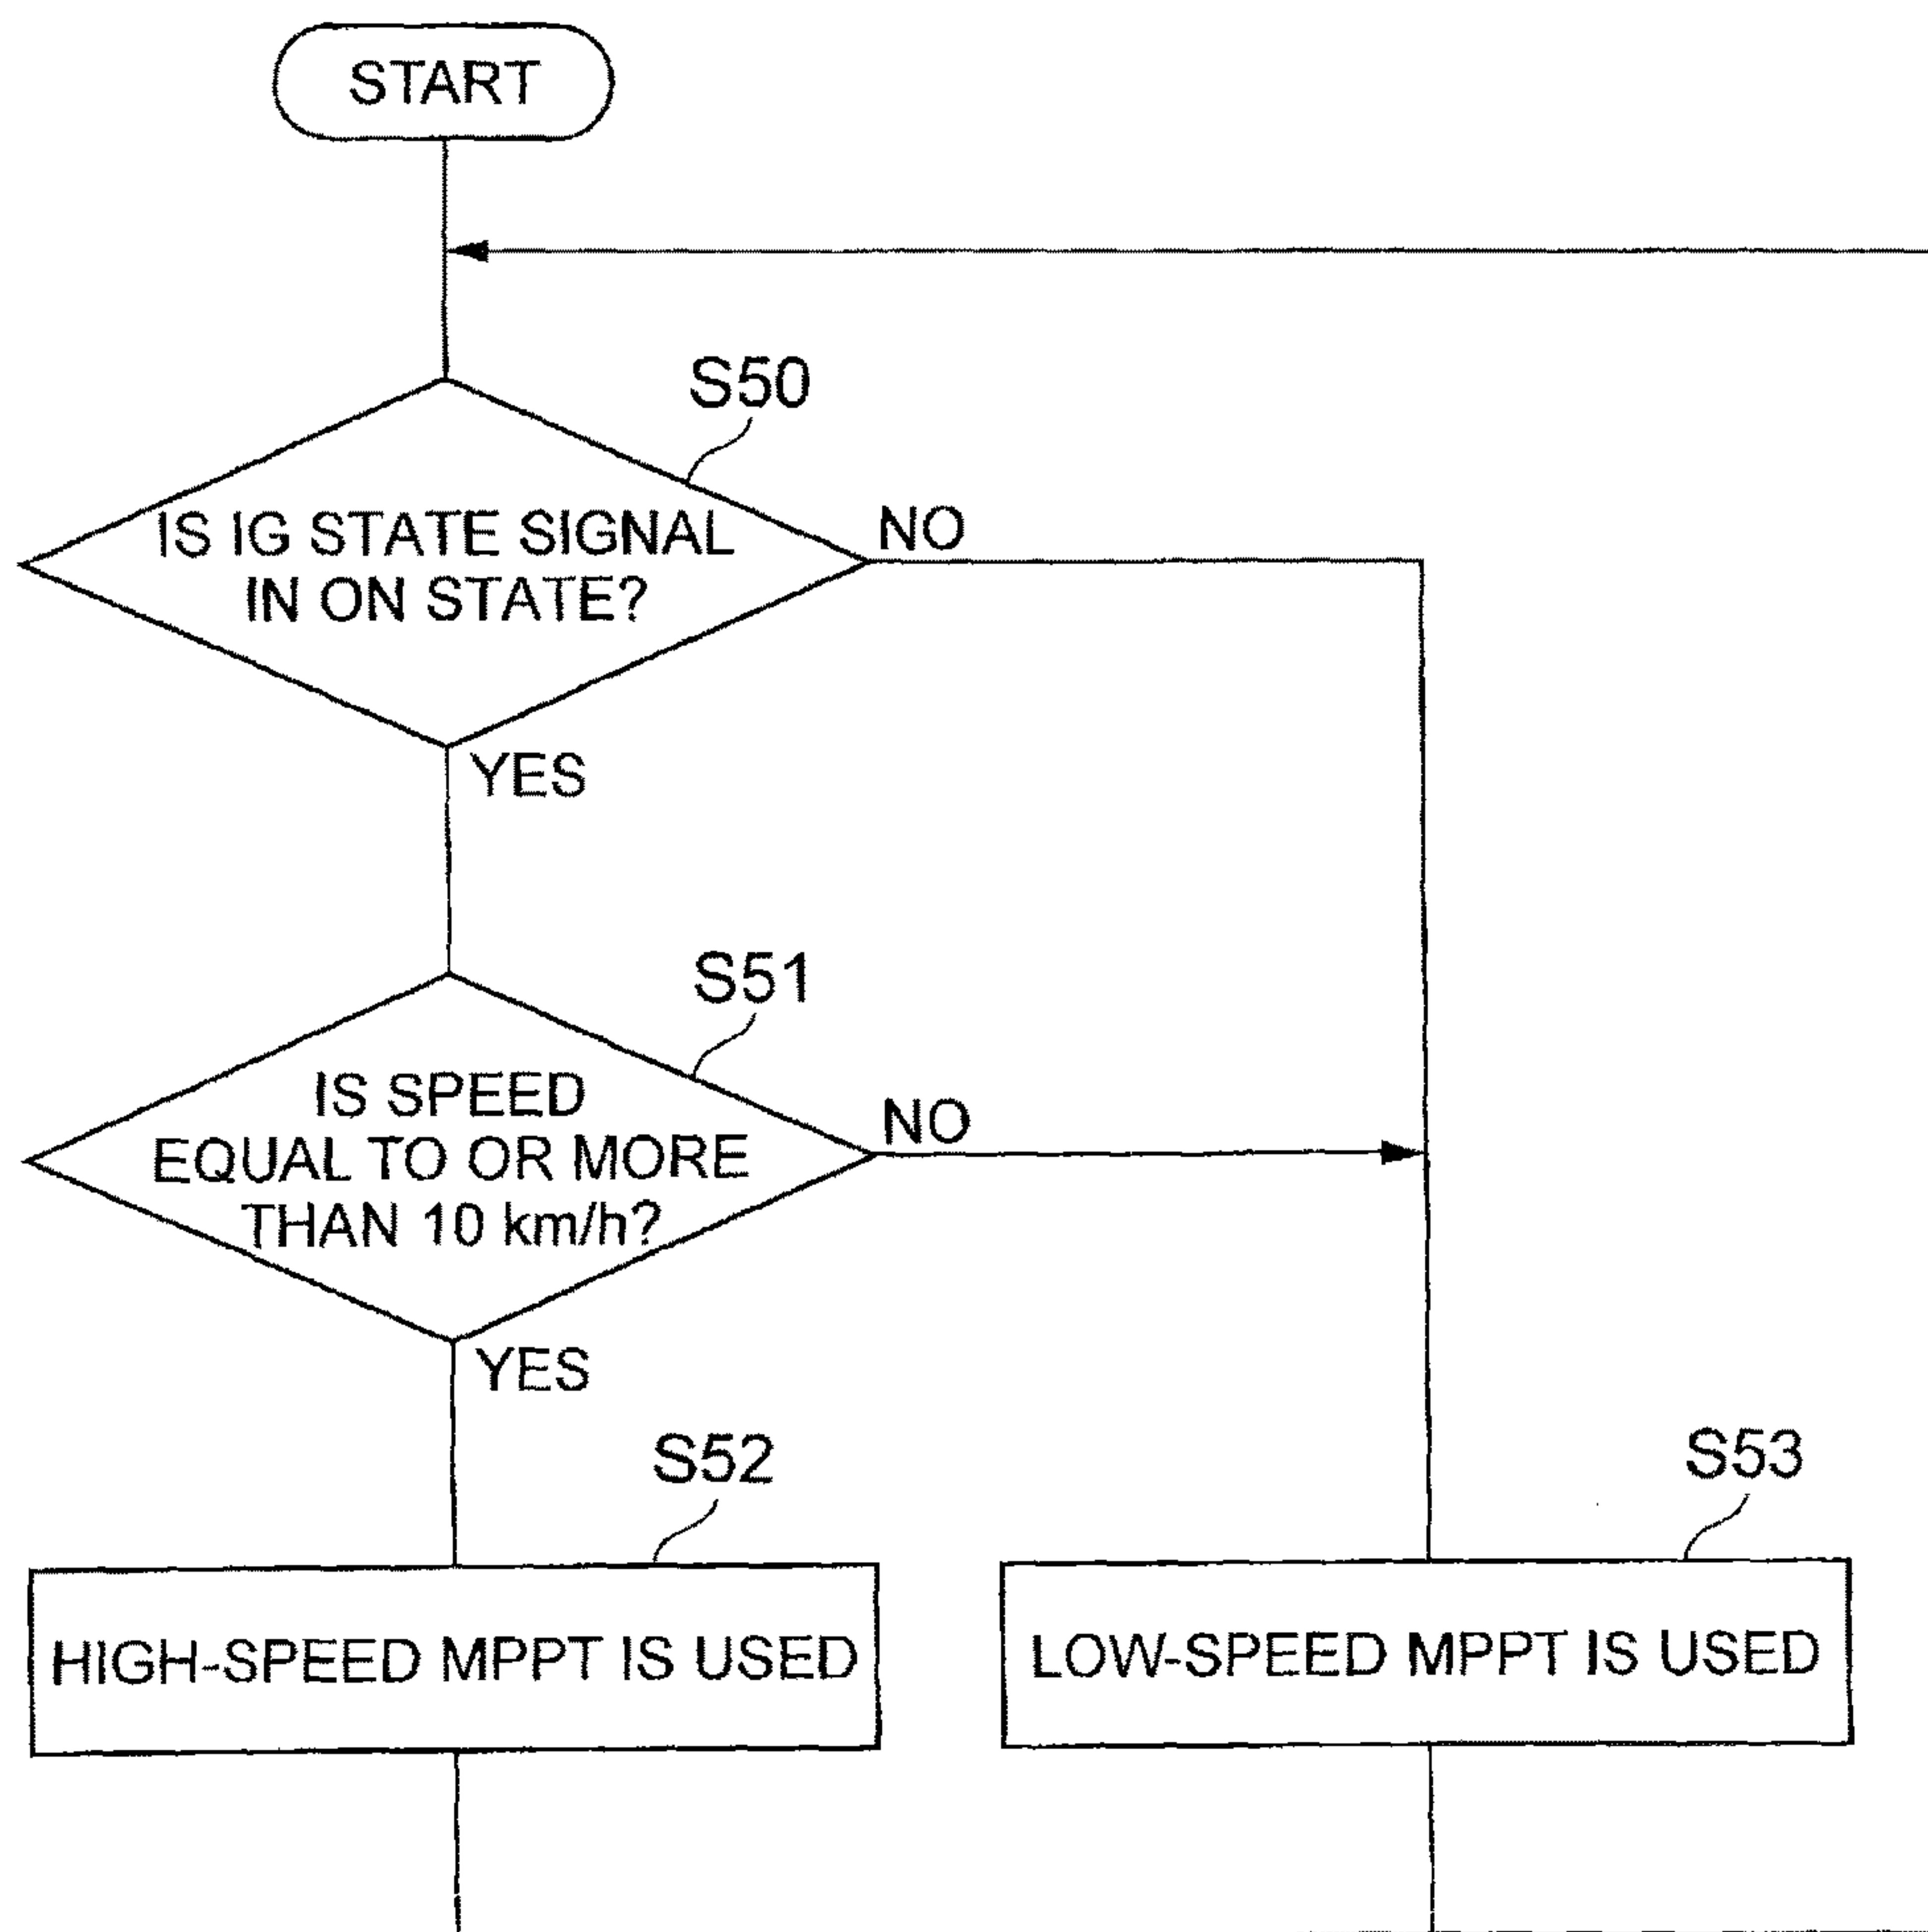 START
S50
IS IG STATE SIGNAL
IN ON STATE?
NO
YES
S51
IS SPEED
EQUAL TO OR MORE
THAN 10 km/h?
NO
YES
S52
HIGH-SPEED MPPT IS USED
S53
LOW-SPEED MPPT IS USED